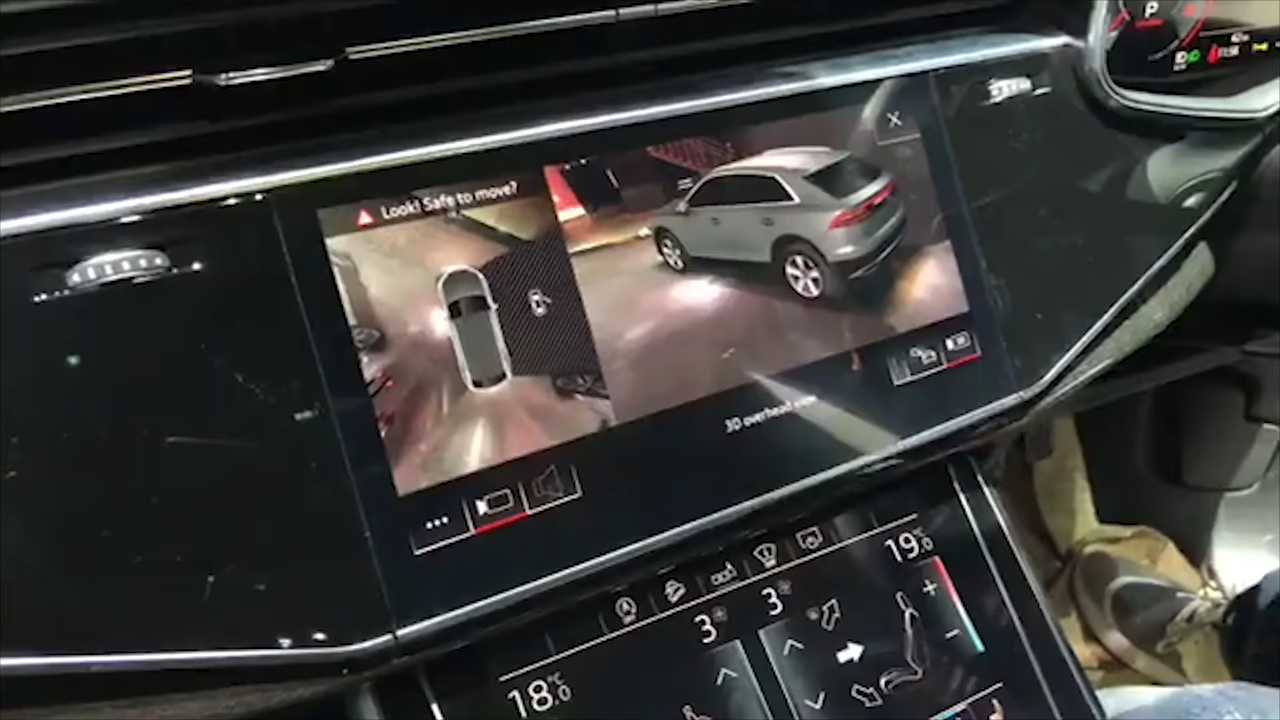 P
Look! Safe to move?
X
3D overhead view
...
19.0 °C
3
3
18.0 °C
+
-